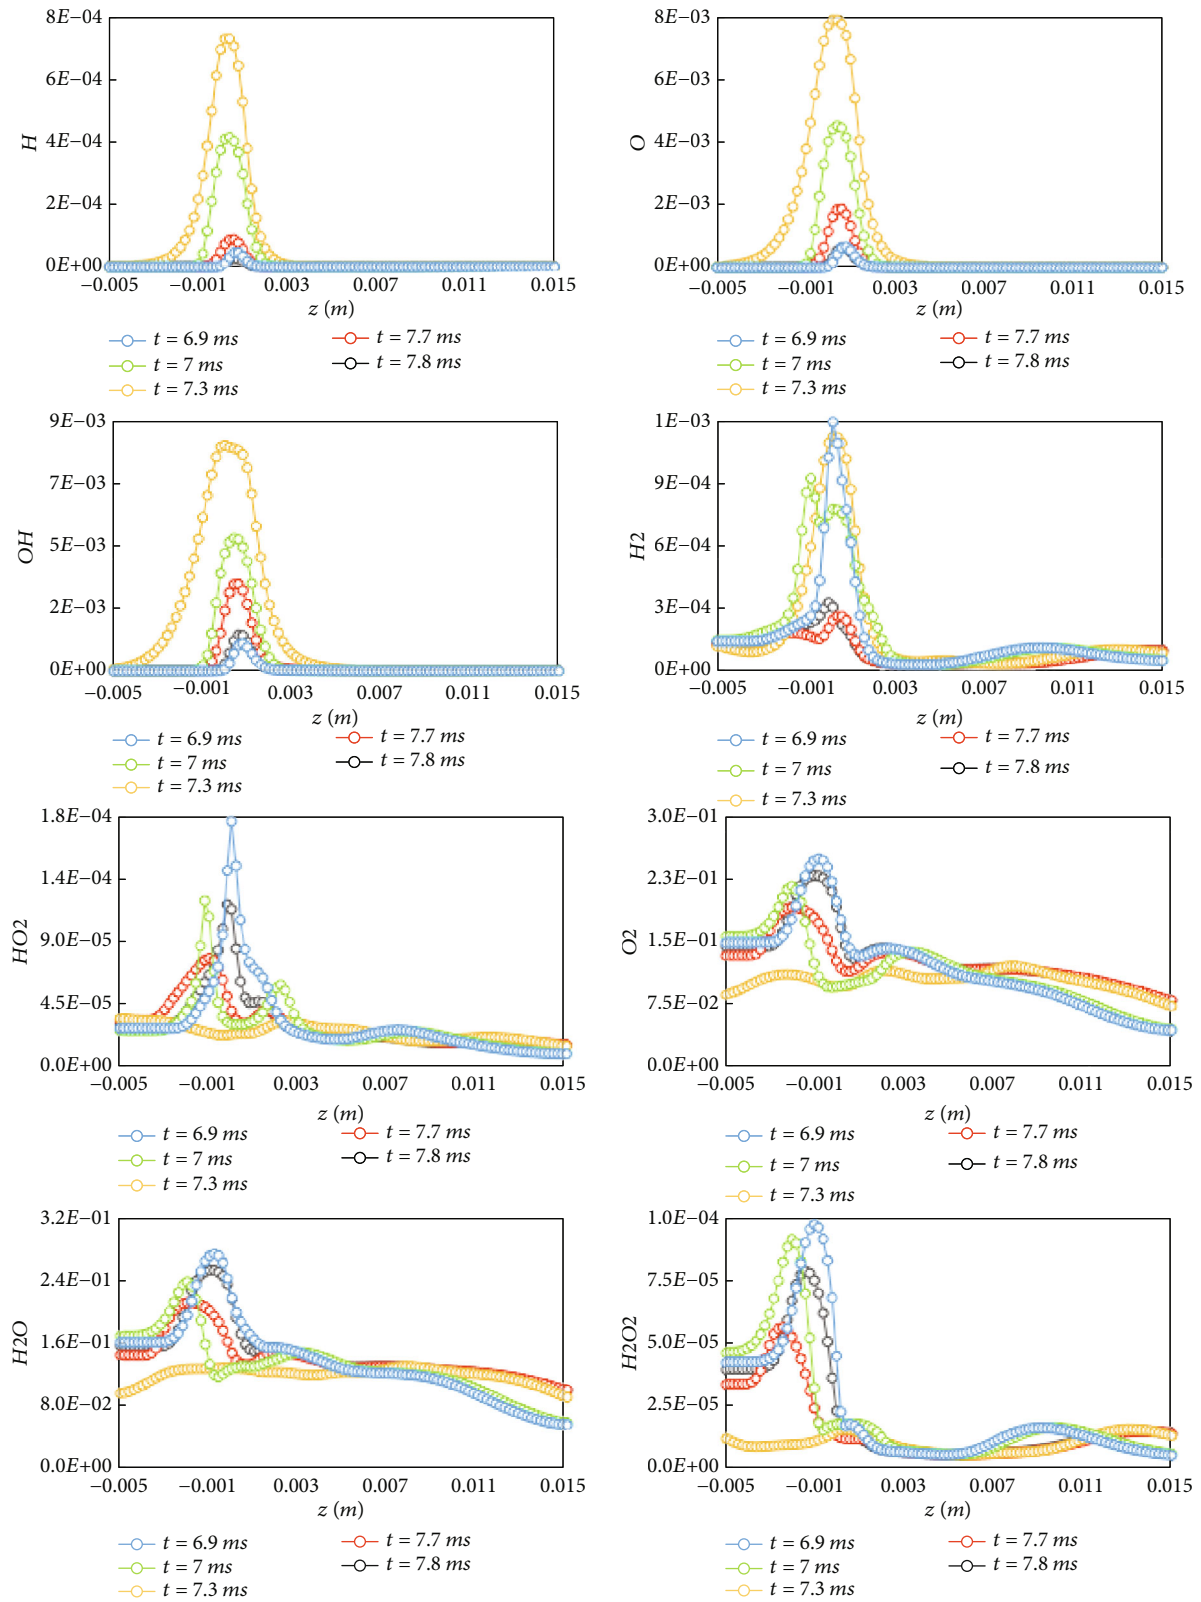 8E−04
6E−04
4E−04
2E−04
0E+00
H
−0.005
−0.001
0.003
0.007
0.011
0.015
z (m)
t = 6.9 ms
t = 7 ms
t = 7.3 ms
t = 7.7 ms
t = 7.8 ms
8E−03
6E−03
4E−03
2E−03
0E+00
O
−0.005
−0.001
0.003
0.007
0.011
0.015
z (m)
t = 6.9 ms
t = 7 ms
t = 7.3 ms
t = 7.7 ms
t = 7.8 ms
9E−03
7E−03
5E−03
2E−03
0E+00
OH
−0.005
−0.001
0.003
0.007
0.011
0.015
z (m)
t = 6.9 ms
t = 7 ms
t = 7.3 ms
t = 7.7 ms
t = 7.8 ms
1E−03
9E−04
6E−04
3E−04
0E+00
H2
−0.005
−0.001
0.003
0.007
0.011
0.015
z (m)
t = 6.9 ms
t = 7 ms
t = 7.3 ms
t = 7.7 ms
t = 7.8 ms
1.8E−04
1.4E−04
9.0E−05
4.5E−05
0.0E+00
HO2
−0.005
−0.001
0.003
0.007
0.011
0.015
z (m)
t = 6.9 ms
t = 7 ms
t = 7.3 ms
t = 7.7 ms
t = 7.8 ms
3.0E−01
2.3E−01
1.5E−01
7.5E−02
0.0E+00
O2
−0.005
−0.001
0.003
0.007
0.011
0.015
z (m)
t = 6.9 ms
t = 7 ms
t = 7.3 ms
t = 7.7 ms
t = 7.8 ms
3.2E−01
2.4E−01
1.6E−01
8.0E−02
0.0E+00
H2O
−0.005
−0.001
0.003
0.007
0.011
0.015
z (m)
t = 6.9 ms
t = 7 ms
t = 7.3 ms
t = 7.7 ms
t = 7.8 ms
1.0E−04
7.5E−05
5.0E−05
2.5E−05
0.0E+00
H2O2
−0.005
−0.001
0.003
0.007
0.011
0.015
z (m)
t = 6.9 ms
t = 7 ms
t = 7.3 ms
t = 7.7 ms
t = 7.8 ms